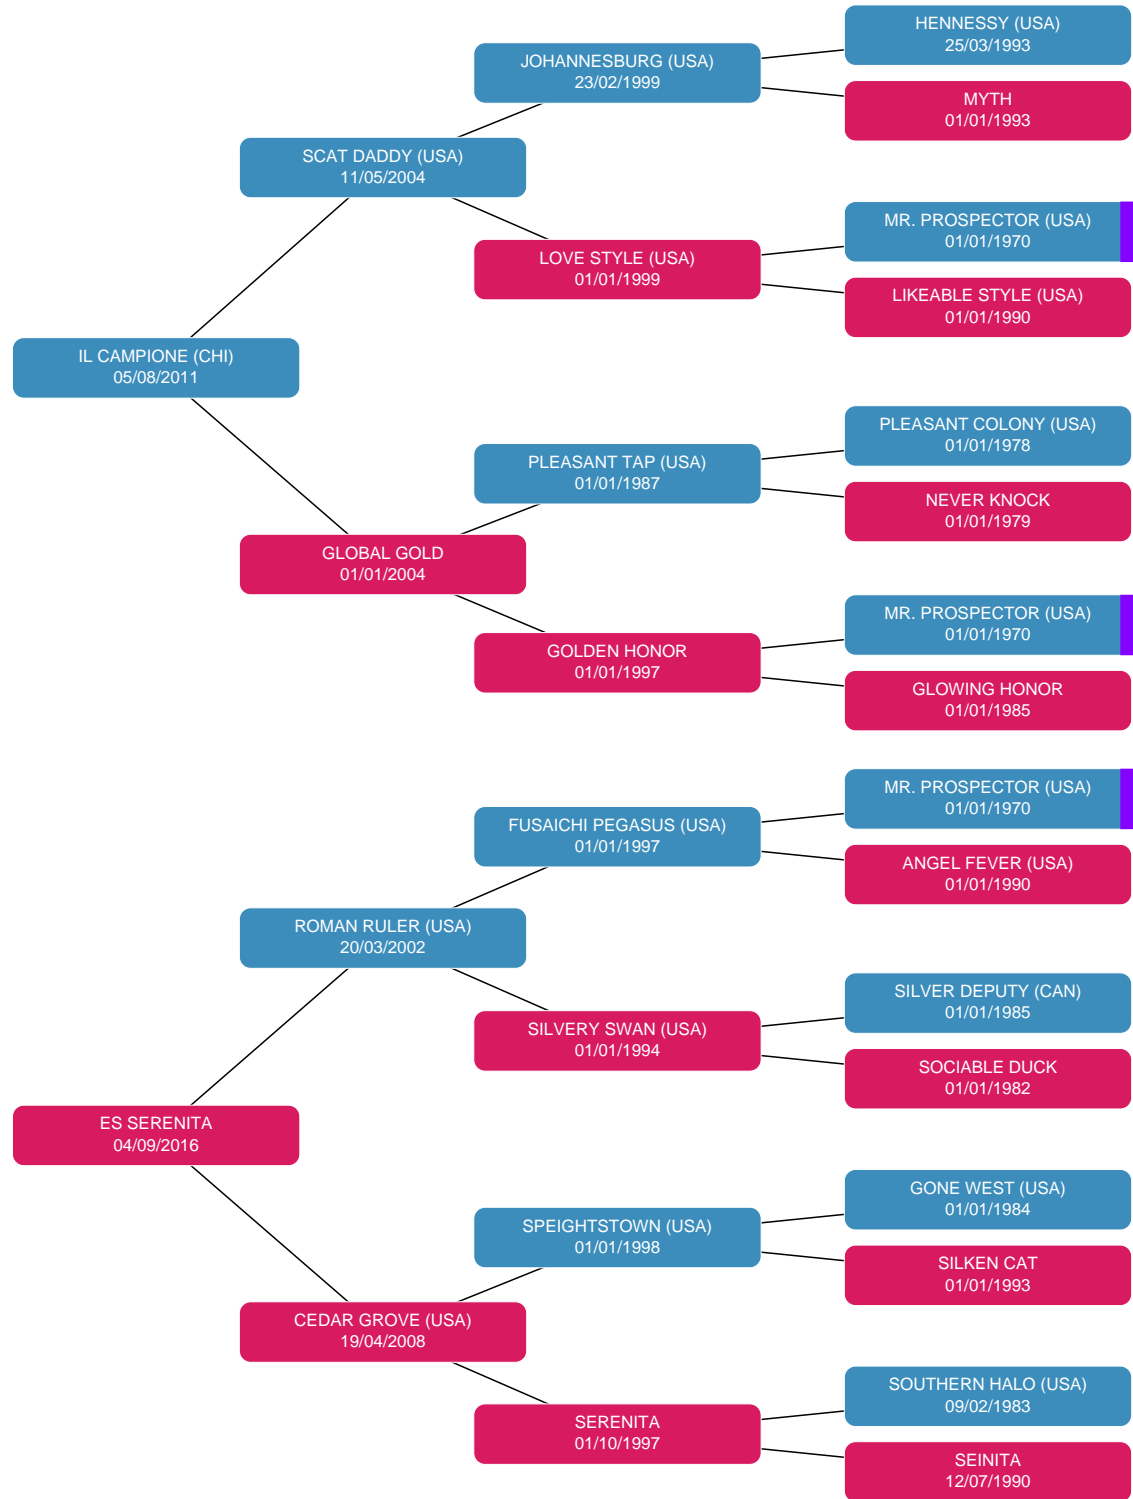 HENNESSY (USA)
25/03/1993
JOHANNESBURG (USA)
23/02/1999
MYTH
01/01/1993
SCAT DADDY (USA)
11/05/2004
MR. PROSPECTOR (USA)
01/01/1970
LOVE STYLE (USA)
01/01/1999
LIKEABLE STYLE (USA)
01/01/1990
IL CAMPIONE (CHI)
05/08/2011
PLEASANT COLONY (USA)
01/01/1978
PLEASANT TAP (USA)
01/01/1987
NEVER KNOCK
01/01/1979
GLOBAL GOLD
01/01/2004
MR. PROSPECTOR (USA)
01/01/1970
GOLDEN HONOR
01/01/1997
GLOWING HONOR
01/01/1985
MR. PROSPECTOR (USA)
01/01/1970
FUSAICHI PEGASUS (USA)
01/01/1997
ANGEL FEVER (USA)
01/01/1990
ROMAN RULER (USA)
20/03/2002
SILVER DEPUTY (CAN)
01/01/1985
SILVERY SWAN (USA)
01/01/1994
SOCIABLE DUCK
01/01/1982
ES SERENITA
04/09/2016
GONE WEST (USA)
01/01/1984
SPEIGHTSTOWN (USA)
01/01/1998
SILKEN CAT
01/01/1993
CEDAR GROVE (USA)
19/04/2008
SOUTHERN HALO (USA)
09/02/1983
SERENITA
01/10/1997
SEINITA
12/07/1990